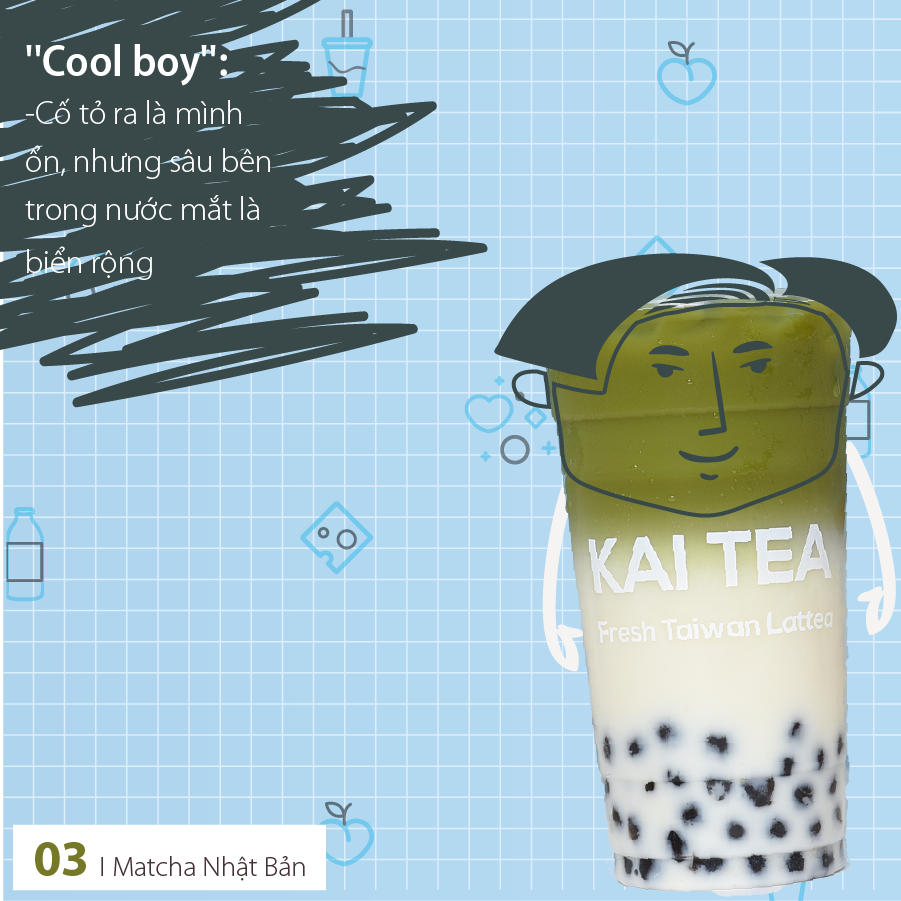 "Cool boy":
-Cố tỏ ra là mình
ổn, nhưng sâu bên
trong nước mắt là
biển rộng
KAI TEA
Fresh Taiwan Lattea
03 I Matcha Nhật Bản